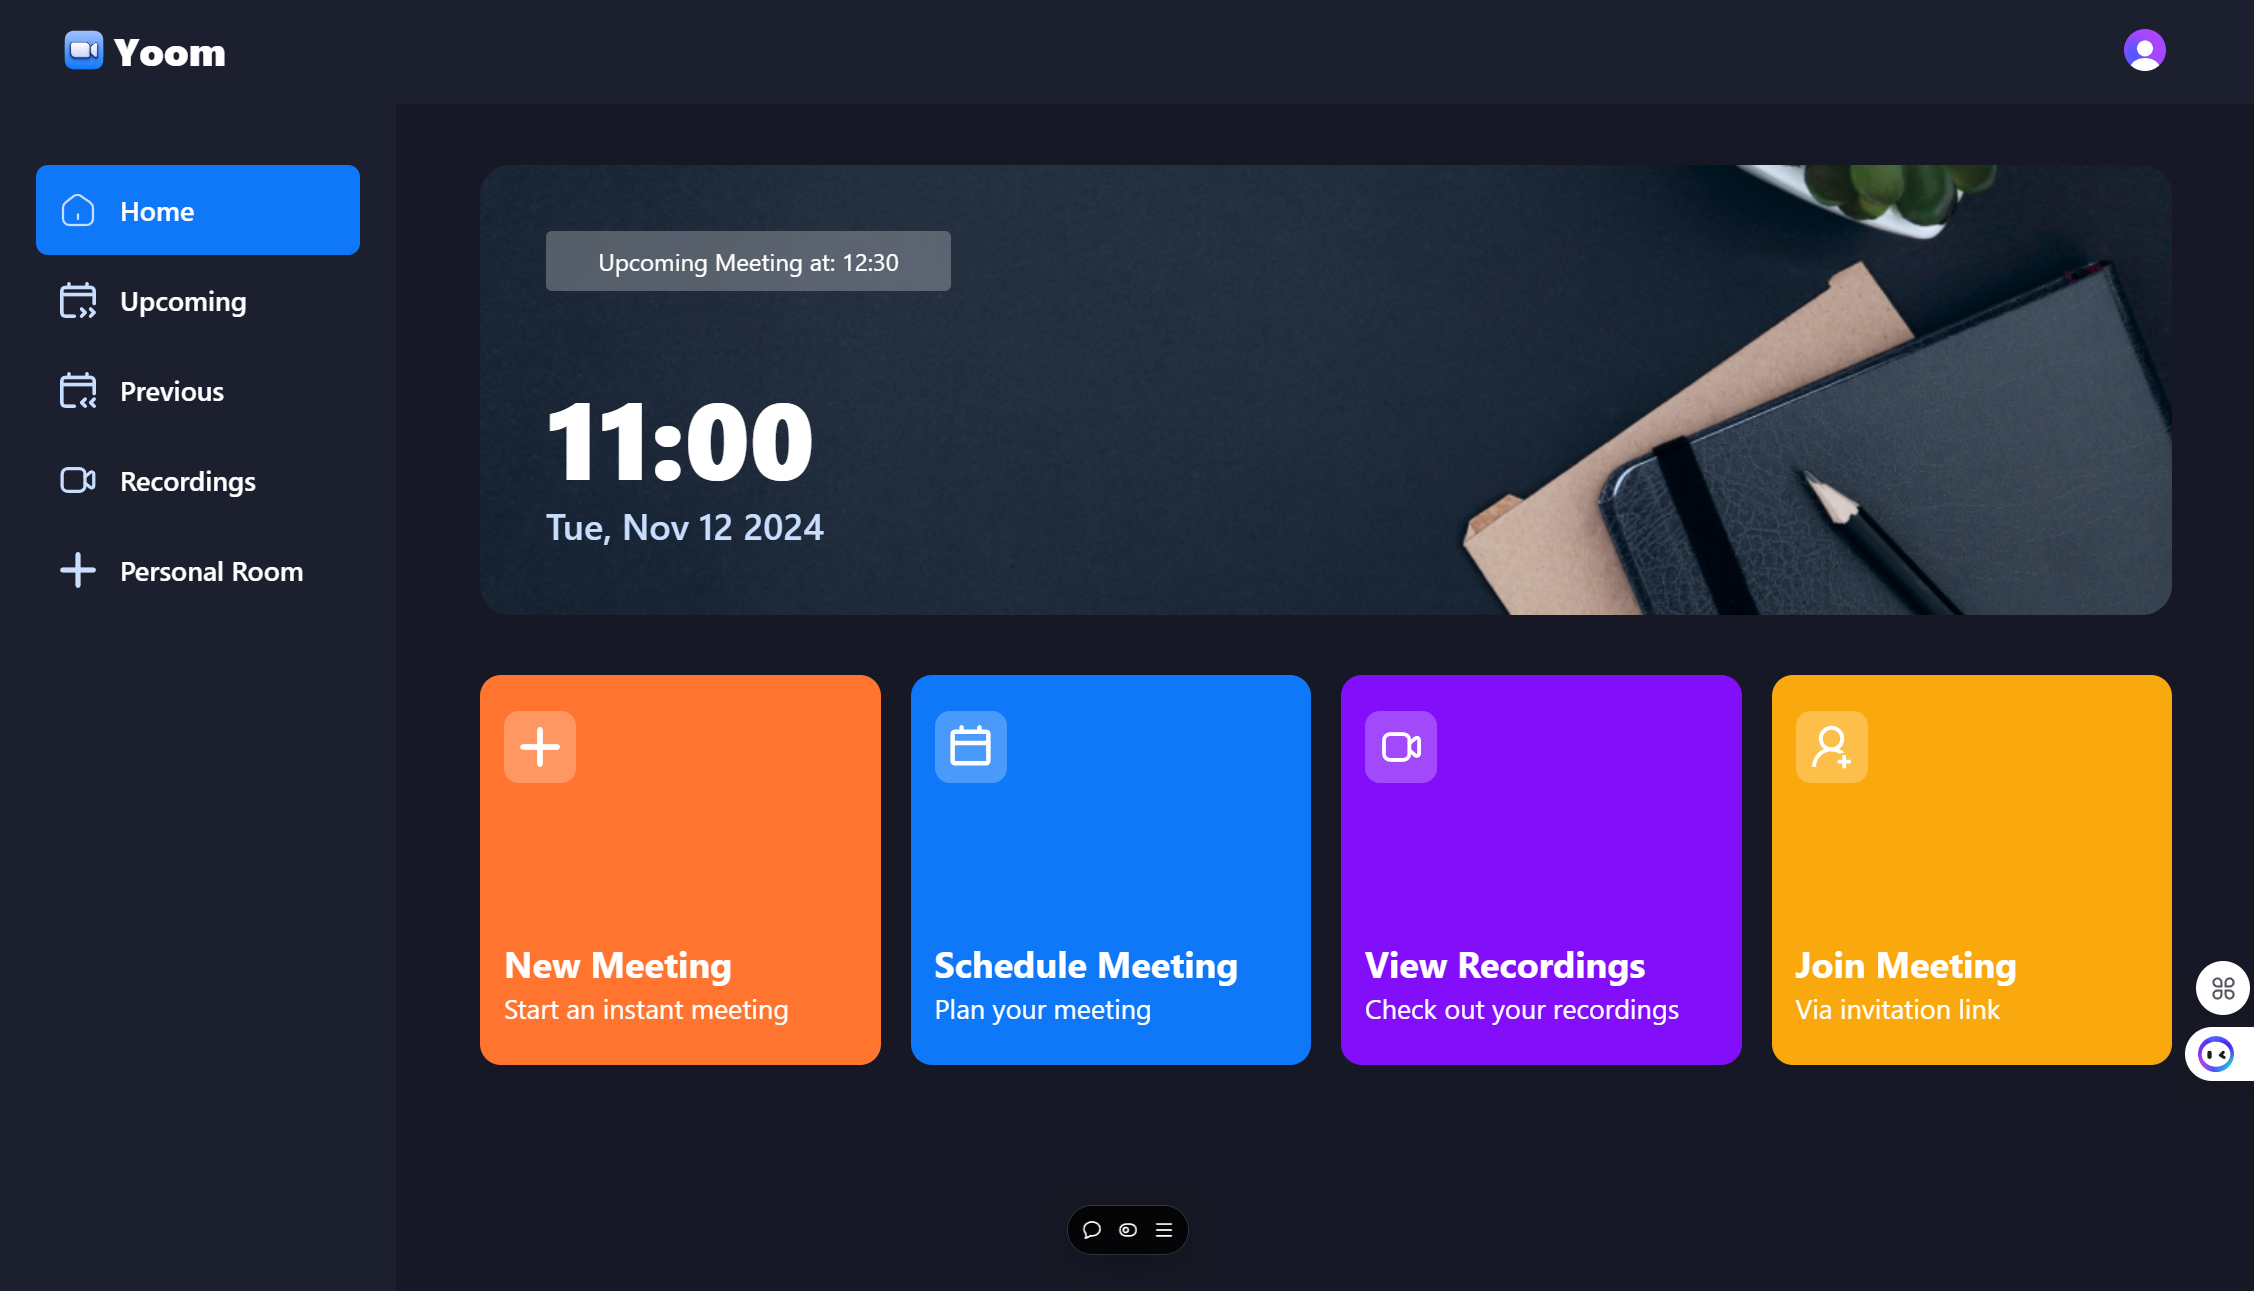 Yoom
Home
Upcoming
Previous
Recordings
Personal Room
Upcoming Meeting at: 12:30
11:00
Tue, Nov 12 2024
New Meeting
Start an instant meeting
Schedule Meeting
Plan your meeting
View Recordings
Check out your recordings
Join Meeting
Via invitation link